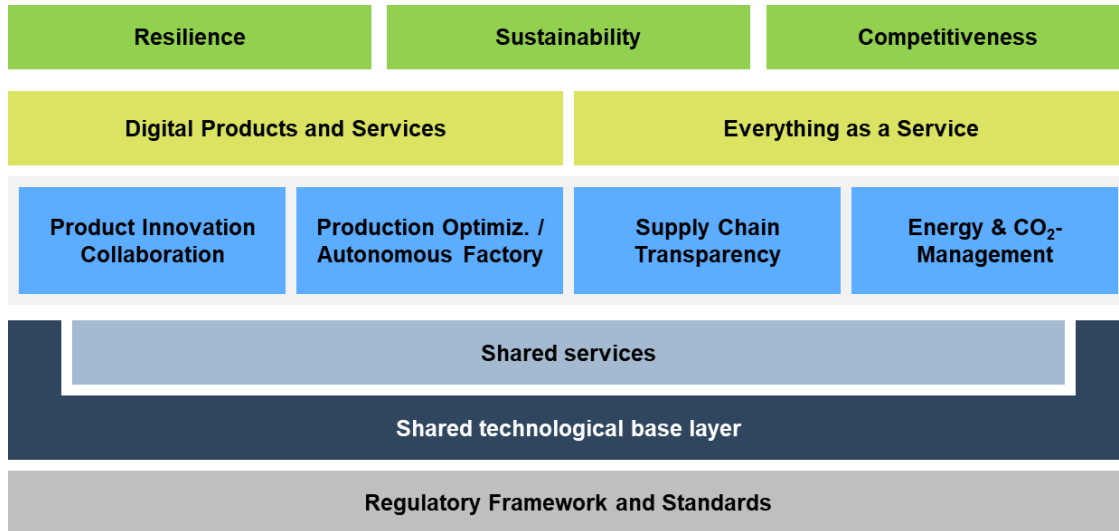 Resilience
Sustainability
Competitiveness
Digital Products and Services
Everything as a Service
Product Innovation
Collaboration
Production Optimiz. /
Autonomous Factory
Supply Chain
Transparency
Energy & CO₂-
Management
Shared services
Shared technological base layer
Regulatory Framework and Standards